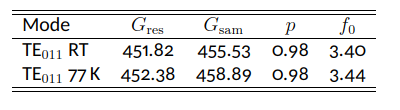 Mode G_res G_sam p f_0
TE_011 RT 451.82 455.53 0.98 3.40
TE_011 77 K 452.38 458.89 0.98 3.44